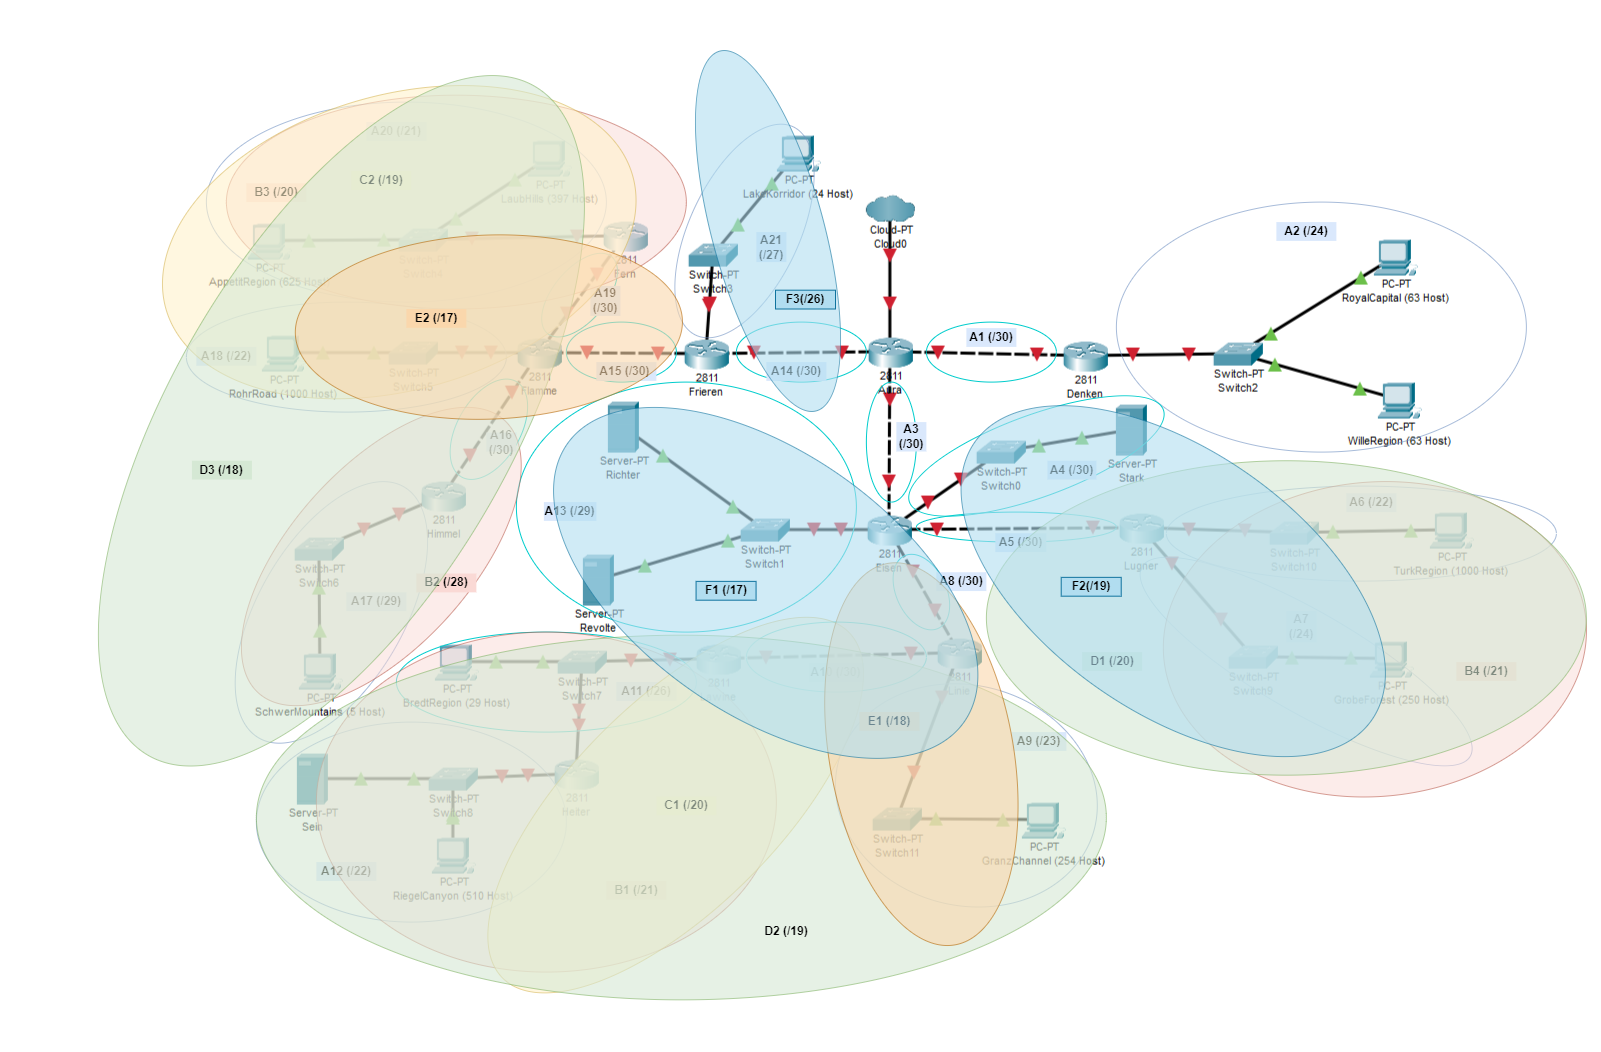 A20 (/21)
C2 (/19)
B3 (/20)
PC-PT
LaubHills (397 Host)
PC-PT
AppetitRegion (625 Host)
Switch-PT
Switch4
2811
Fern
A19
(/30)
E2 (/17)
A18 (/22)
PC-PT
RohrRoad (1000 Host)
Switch-PT
Switch5
2811
Flamme
A15 (/30)
2811
Frieren
PC-PT
LakeKorridor (24 Host)
A21
(/27)
Switch-PT
Switch3
F3(/26)
A14 (/30)
Cloud-PT
Cloud0
2811
Aura
A1 (/30)
2811
Denken
A2 (/24)
PC-PT
RoyalCapital (63 Host)
Switch-PT
Switch2
PC-PT
WilleRegion (63 Host)
A3
(/30)
Server-PT
Richter
A16
(/30)
D3 (/18)
2811
Himmel
A13 (/29)
Switch-PT
Switch1
Switch-PT
Switch0
A4 (/30)
Server-PT
Stark
A6 (/22)
A5 (/30)
2811
Eisen
2811
Lugner
Switch-PT
Switch10
PC-PT
TurkRegion (1000 Host)
Switch-PT
Switch6
B2 (/28)
A17 (/29)
F1 (/17)
A8 (/30)
F2(/19)
Server-PT
Revolte
A7
(/24)
D1 (/20)
B4 (/21)
Switch-PT
Switch9
PC-PT
GrobeForest (250 Host)
PC-PT
SchwerMountains (5 Host)
PC-PT
BredtRegion (29 Host)
Switch-PT
Switch7
A11 (/26)
2811
2811
E1 (/18)
A9 (/23)
Server-PT
Sein
Switch-PT
Switch8
2811
Heiter
C1 (/20)
Switch-PT
Switch11
PC-PT
GranzChannel (254 Host)
A12 (/22)
PC-PT
RiegelCanyon (510 Host)
B1 (/21)
D2 (/19)